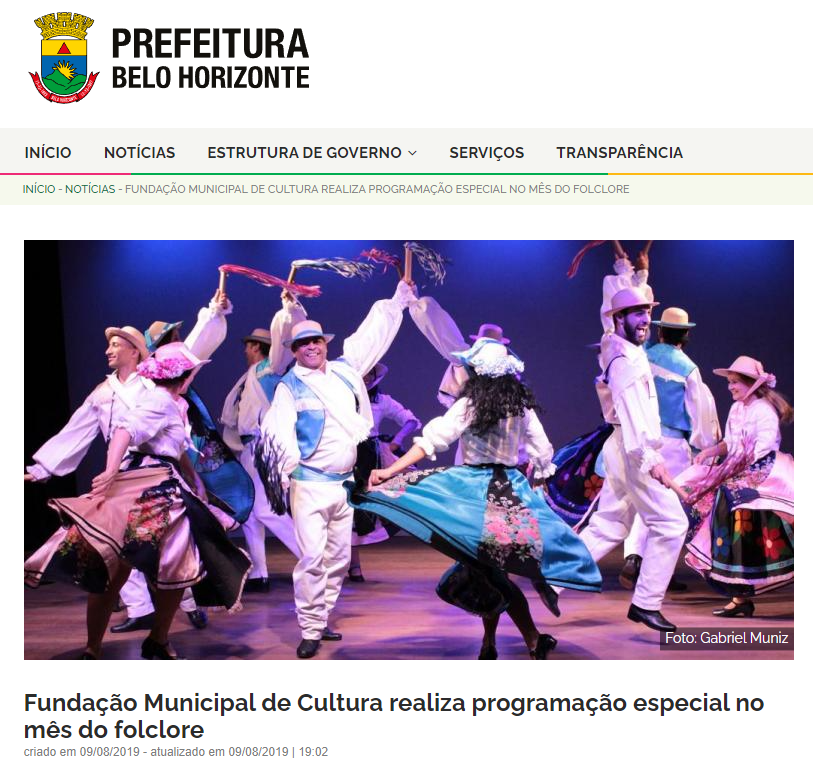 PREFEITURA
BELO HORIZONTE
INÍCIO NOTÍCIAS ESTRUTURA DE GOVERNO SERVIÇOS TRANSPARÊNCIA
INÍCIO - NOTÍCIAS - FUNDAÇÃO MUNICIPAL DE CULTURA REALIZA PROGRAMAÇÃO ESPECIAL NO MÊS DO FOLCLORE
Foto: Gabriel Muniz
Fundação Municipal de Cultura realiza programação especial no
mês do folclore
criado em 09/08/2019 - atualizado em 09/08/2019 | 19:02